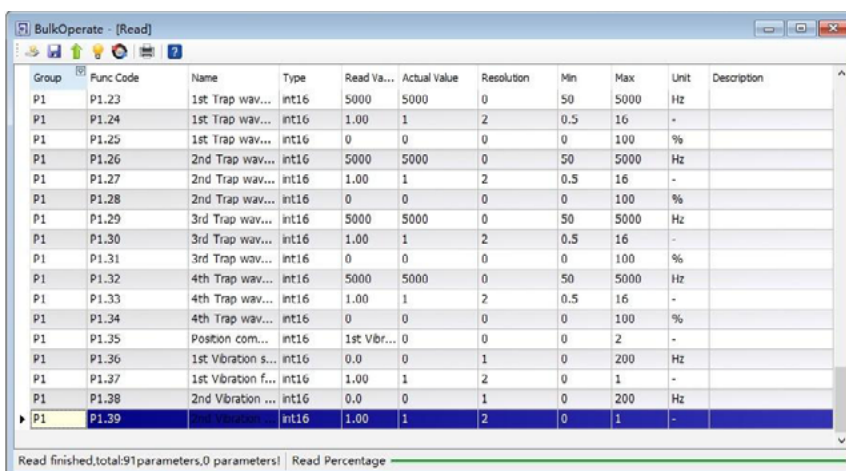 BulkOperate - [Read]
Group Func Code Name Type Read Va... Actual Value Resolution Min Max Unit Description
P1 P1.23 1st Trap wav... int16 5000 5000 0 50 5000 Hz
P1 P1.24 1st Trap wav... int16 1.00 1 2 0.5 16 -
P1 P1.25 1st Trap wav... int16 0 0 0 0 100 %
P1 P1.26 2nd Trap wav... int16 5000 5000 0 50 5000 Hz
P1 P1.27 2nd Trap wav... int16 1.00 1 2 0.5 16 -
P1 P1.28 2nd Trap wav... int16 0 0 0 0 100 %
P1 P1.29 3rd Trap wav... int16 5000 5000 0 50 5000 Hz
P1 P1.30 3rd Trap wav... int16 1.00 1 2 0.5 16 -
P1 P1.31 3rd Trap wav... int16 0 0 0 0 100 %
P1 P1.32 4th Trap wav... int16 5000 5000 0 50 5000 Hz
P1 P1.33 4th Trap wav... int16 1.00 1 2 0.5 16 -
P1 P1.34 4th Trap wav... int16 0 0 0 0 100 %
P1 P1.35 Position com... int16 1st Vibr... 0 0 0 2 -
P1 P1.36 1st Vibration s... int16 0.0 0 1 0 200 Hz
P1 P1.37 1st Vibration f... int16 1.00 1 2 0 1 -
P1 P1.38 2nd Vibration ... int16 0.0 0 1 0 200 Hz
P1 P1.39 2nd Vibration ... int16 1.00 1 2 0 1 -
Read finished,total:91parameters,0 parameters! Read Percentage